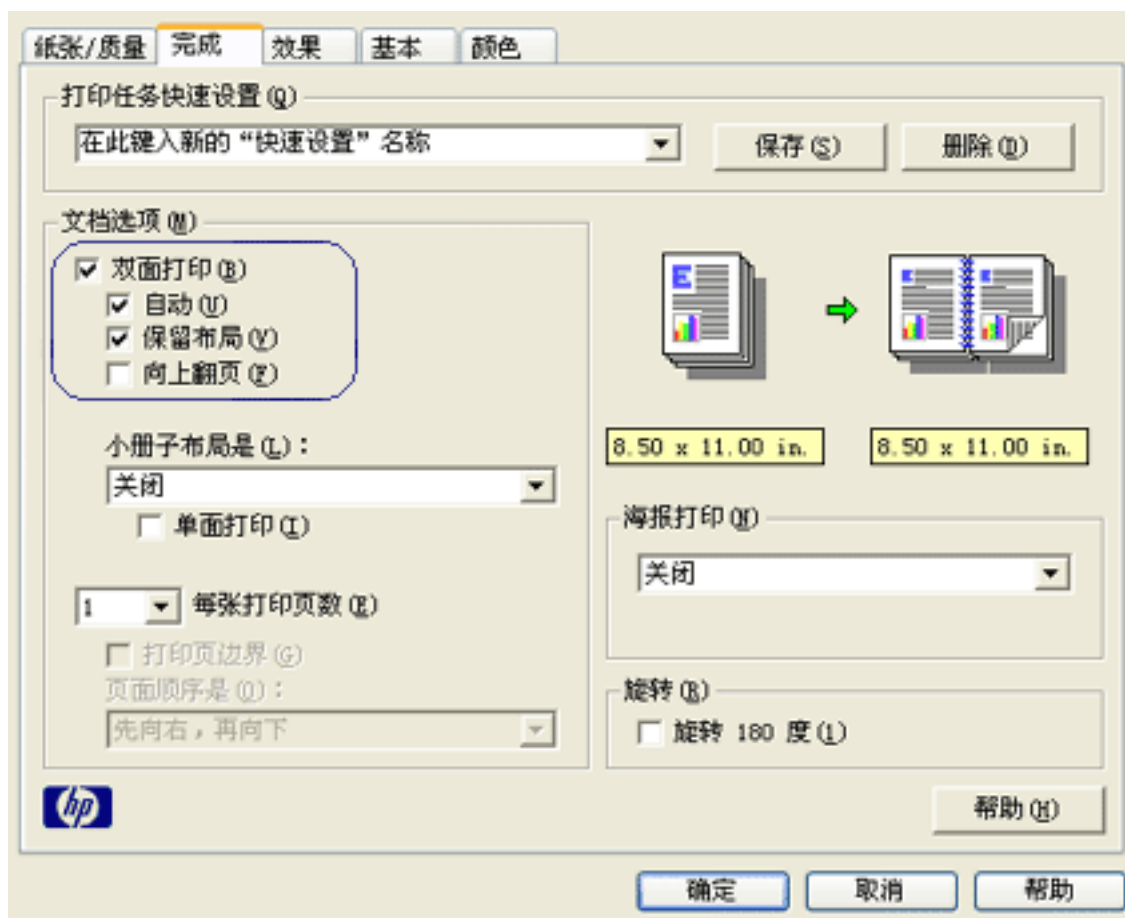 纸张/质量 完成 效果 基本 颜色
打印任务快速设置(Q)
在此键入新的“快速设置”名称 保存(S) 删除(D)
文档选项(M)
双面打印(B)
自动(U)
保留布局(Y)
向上翻页(F)
小册子布局是(L)：
关闭
单面打印(I)
1 每张打印页数(E)
打印页边界(G)
页面顺序是(O)：
先向右，再向下
E E E
8.50 x 11.00 in. 8.50 x 11.00 in.
海报打印(N)
关闭
旋转(R)
旋转 180 度(1)
hp
帮助(H)
确定 取消 帮助